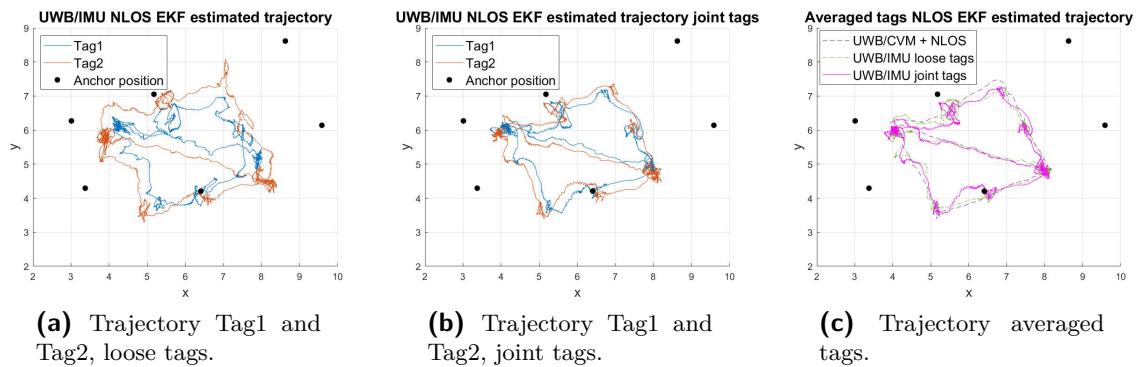 UWB/IMU NLOS EKF estimated trajectory
9
8
7
6
5
4
3
2
y
2 3 4 5 6 7 8 9 10
x
Tag1
Tag2
Anchor position
(a) Trajectory Tag1 and
Tag2, loose tags.
UWB/IMU NLOS EKF estimated trajectory joint tags
9
8
7
6
5
4
3
2
y
2 3 4 5 6 7 8 9 10
x
Tag1
Tag2
Anchor position
(b) Trajectory Tag1 and
Tag2, joint tags.
Averaged tags NLOS EKF estimated trajectory
9
8
7
6
5
4
3
2
y
2 3 4 5 6 7 8 9 10
x
UWB/CVM + NLOS
UWB/IMU loose tags
UWB/IMU joint tags
(c) Trajectory averaged
tags.